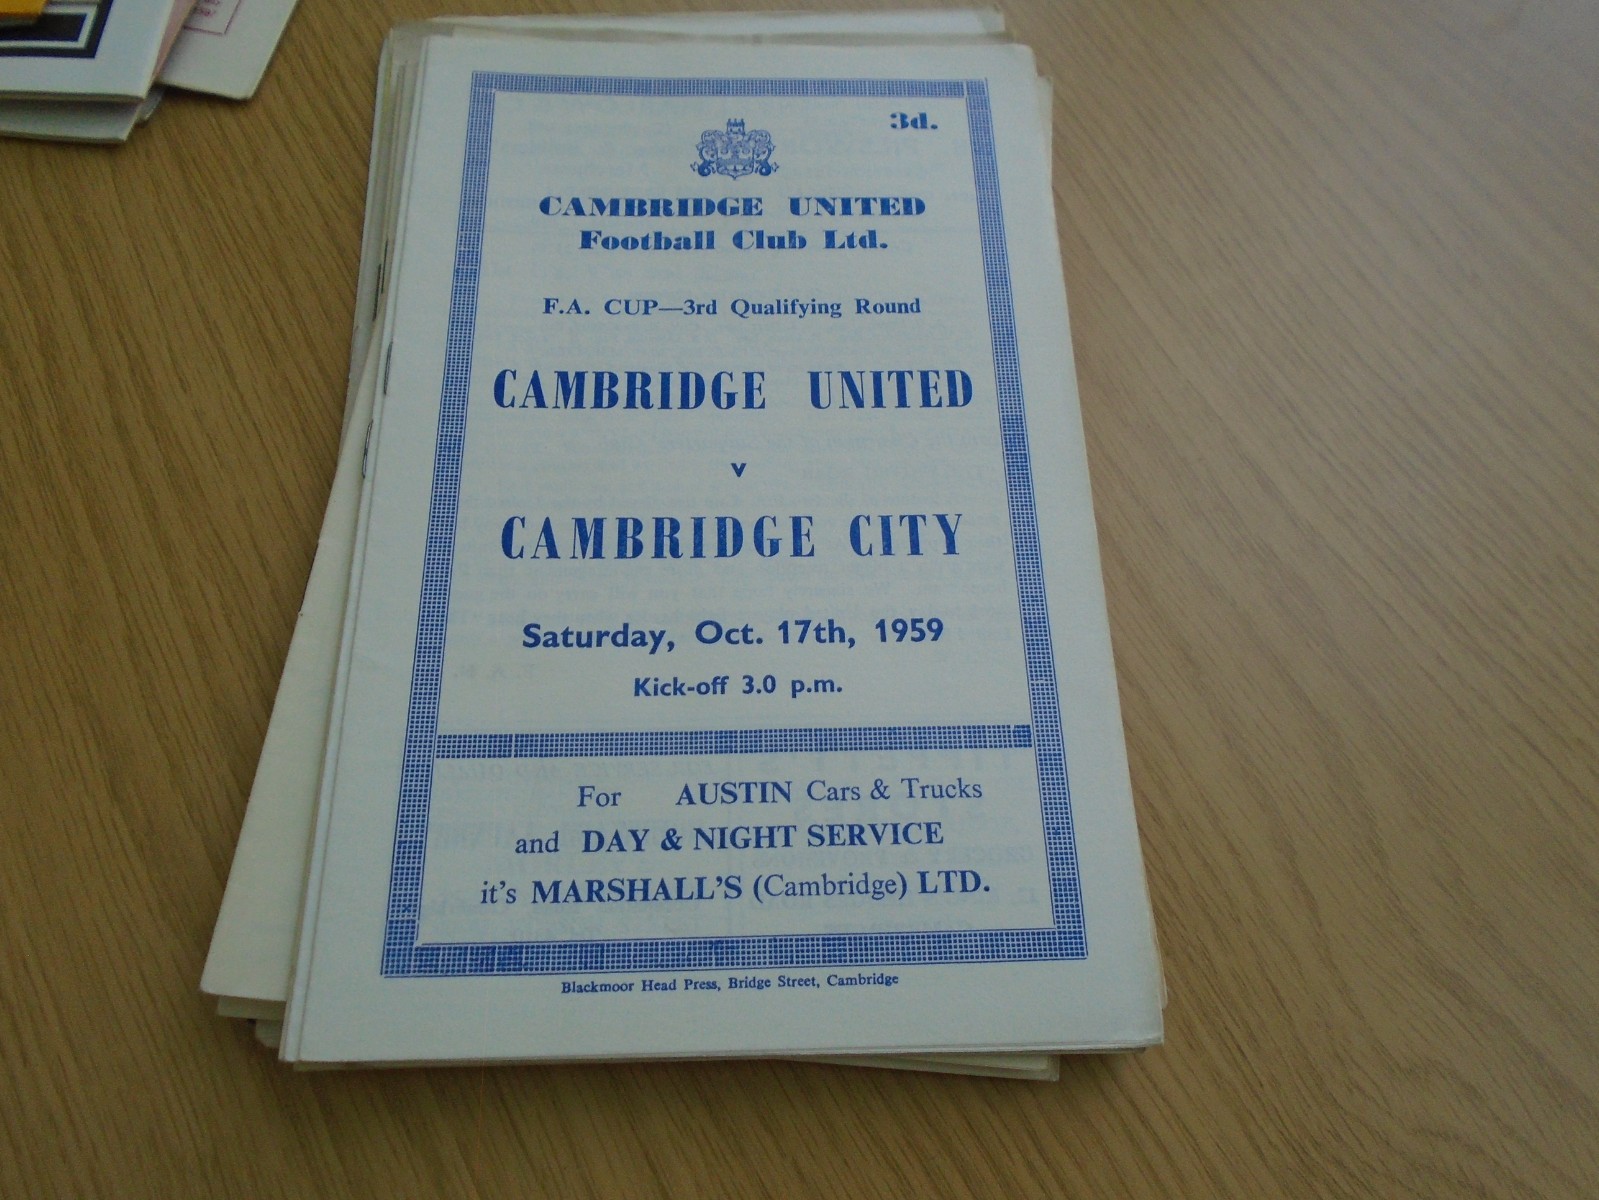 3d.
CAMBRIDGE UNITED
Football Club Ltd.
F.A. CUP—3rd Qualifying Round
CAMBRIDGE UNITED
v
CAMBRIDGE CITY
Saturday, Oct. 17th, 1959
Kick-off 3.0 p.m.
For AUSTIN Cars & Trucks
and DAY & NIGHT SERVICE
it's MARSHALL'S (Cambridge) LTD.
Blackmoor Head Press, Bridge Street, Cambridge